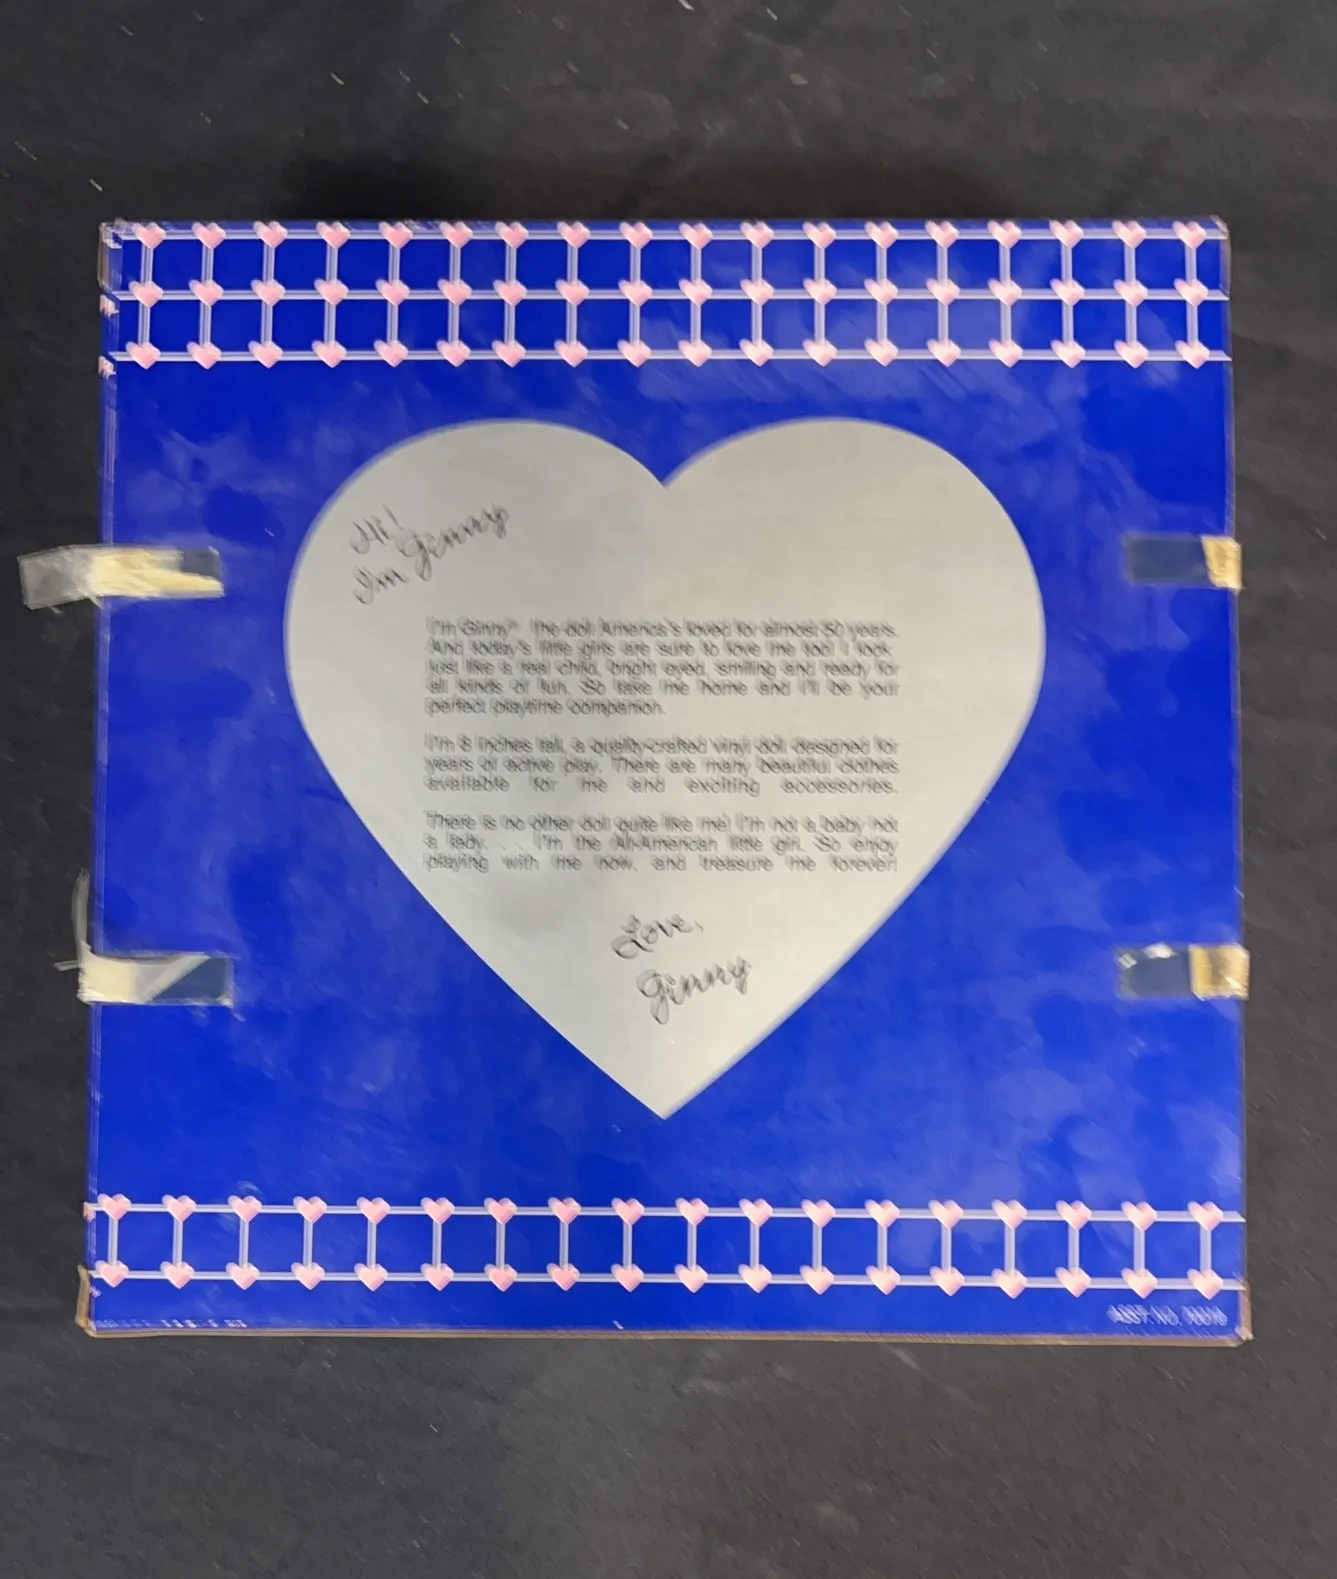 Hi!
I'm Ginny
I'm Ginny® the doll America's loved for almost 50 years.
And today's little girls are sure to love me too! I look
just like a real child, bright eyed, smiling and ready for
all kinds of fun. So take me home and I'll be your
perfect playtime companion.
I'm 8 inches tall, a quality-crafted vinyl doll designed for
years of active play. There are many beautiful clothes
available for me and exciting accessories.
There is no other doll quite like me! I'm not a baby not
a lady. . . I'm the All-American little girl. So enjoy
playing with me now, and treasure me forever!
Love,
Ginny
ASST. NO.